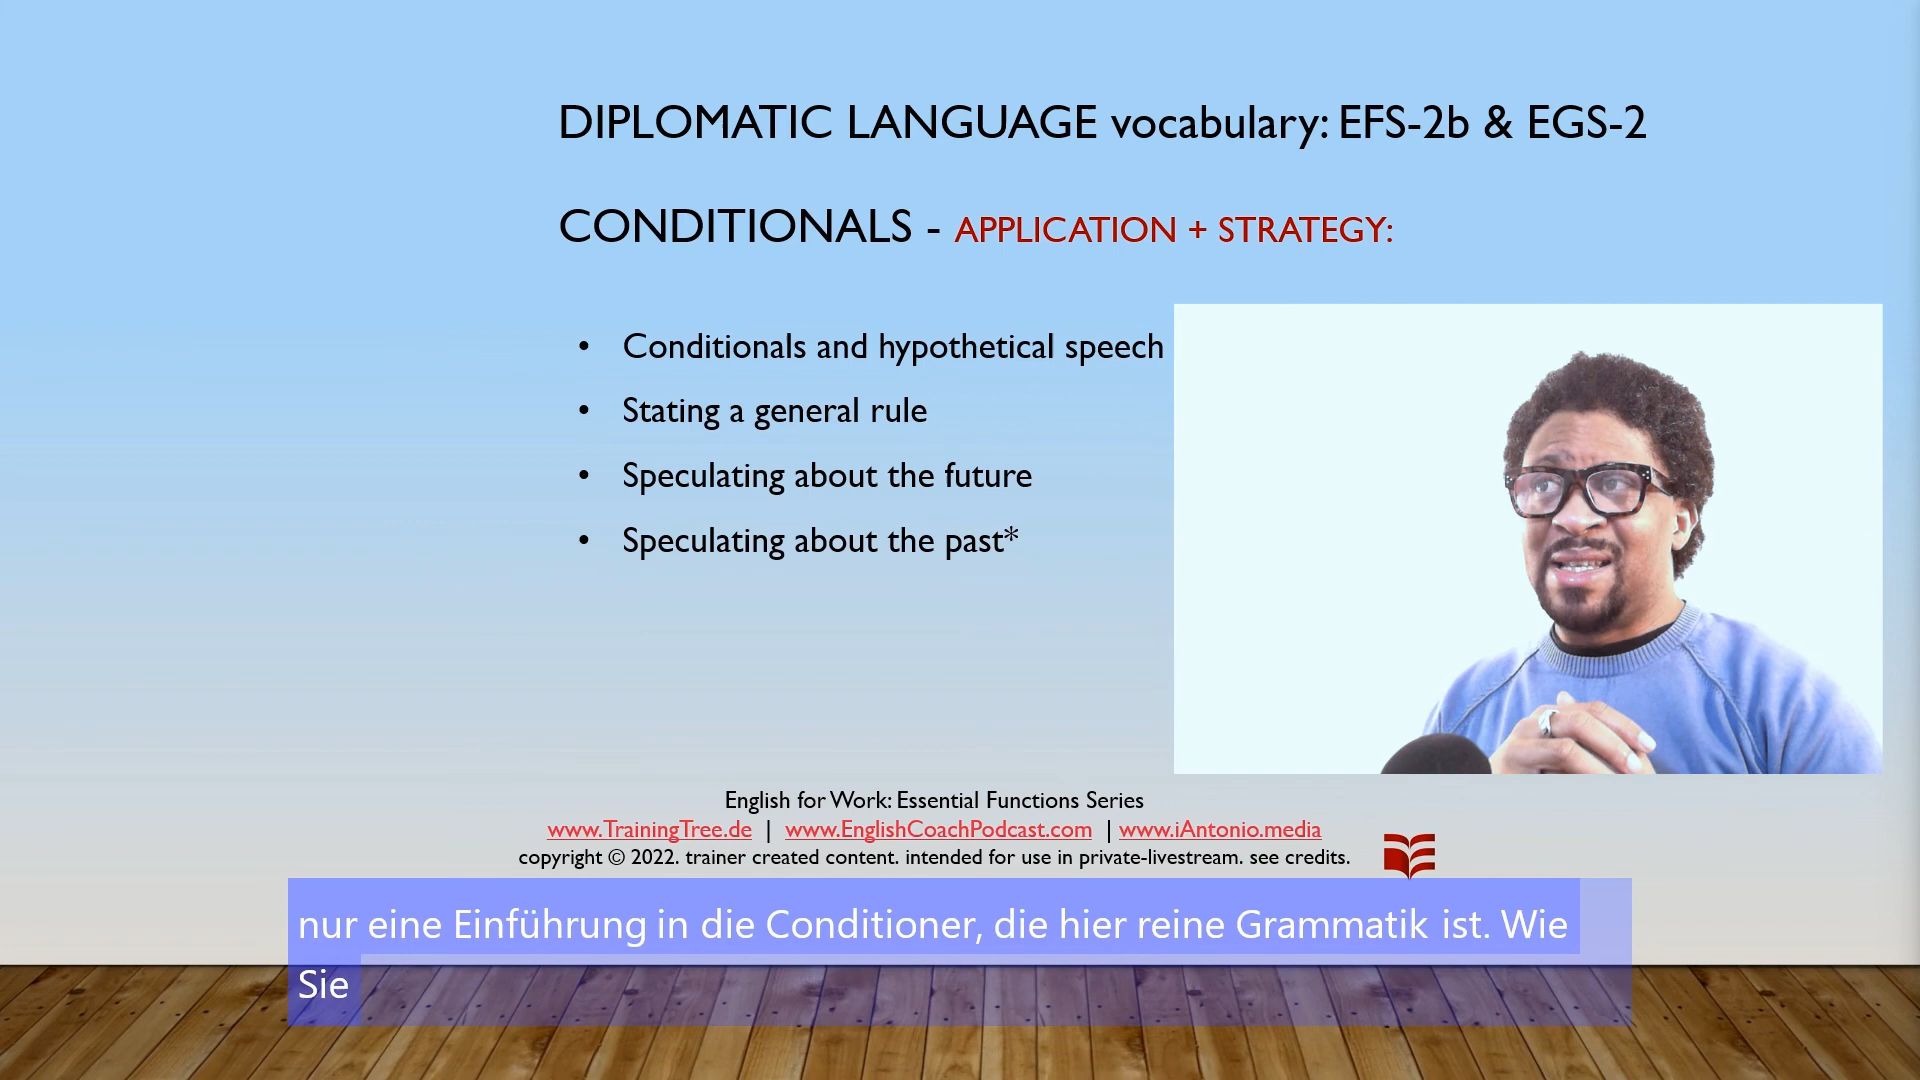 DIPLOMATIC LANGUAGE vocabulary: EFS-2b & EGS-2
CONDITIONALS - APPLICATION + STRATEGY:
• Conditionals and hypothetical speech
• Stating a general rule
• Speculating about the future
• Speculating about the past*
English for Work: Essential Functions Series
www.TrainingTree.de | www.EnglishCoachPodcast.com | www.iAntonio.media
copyright © 2022. trainer created content. intended for use in private-livestream. see credits.
nur eine Einführung in die Conditioner, die hier reine Grammatik ist. Wie
Sie